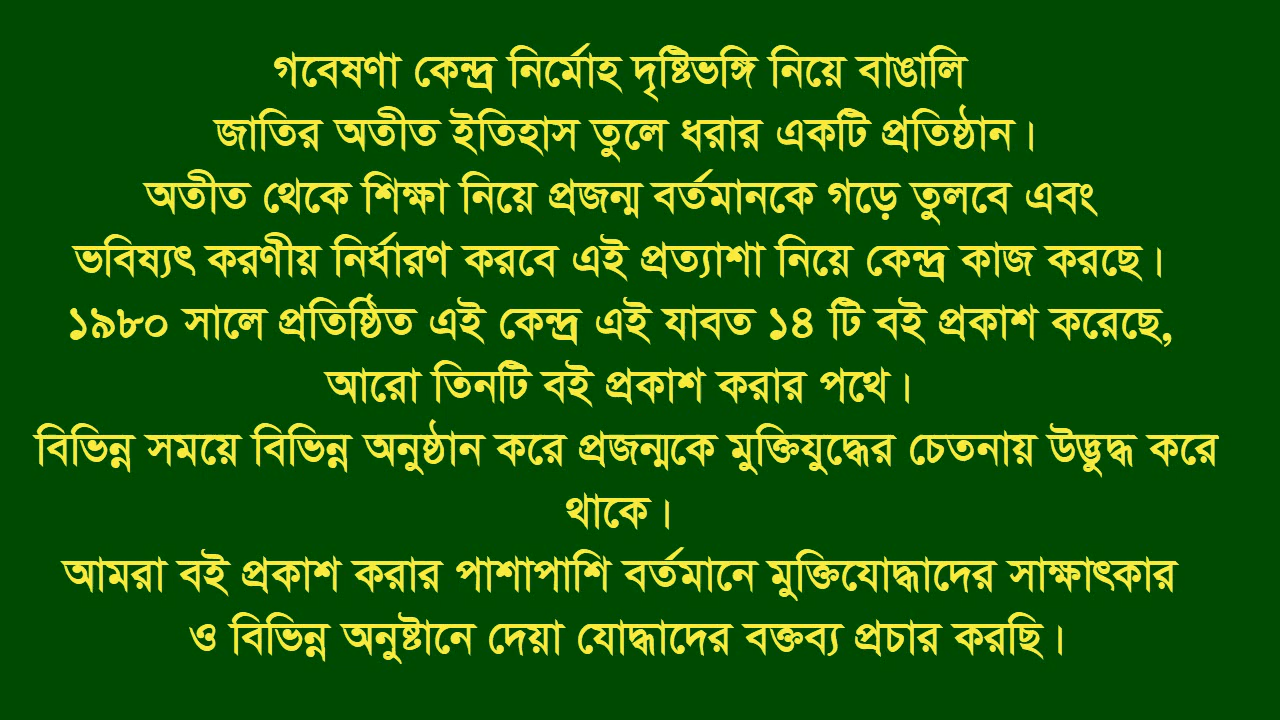 গবেষণা কেন্দ্র নির্মোহ দৃষ্টিভঙ্গি নিয়ে বাঙালি
জাতির অতীত ইতিহাস তুলে ধরার একটি প্রতিষ্ঠান।
অতীত থেকে শিক্ষা নিয়ে প্রজন্ম বর্তমানকে গড়ে তুলবে এবং
ভবিষ্যৎ করণীয় নির্ধারণ করবে এই প্রত্যাশা নিয়ে কেন্দ্র কাজ করছে।
১৯৮০ সালে প্রতিষ্ঠিত এই কেন্দ্র এই যাবত ১৪ টি বই প্রকাশ করেছে,
আরো তিনটি বই প্রকাশ করার পথে।
বিভিন্ন সময়ে বিভিন্ন অনুষ্ঠান করে প্রজন্মকে মুক্তিযুদ্ধের চেতনায় উদ্ভুদ্ধ করে
থাকে।
আমরা বই প্রকাশ করার পাশাপাশি বর্তমানে মুক্তিযোদ্ধাদের সাক্ষাৎকার
ও বিভিন্ন অনুষ্টানে দেয়া যোদ্ধাদের বক্তব্য প্রচার করছি।